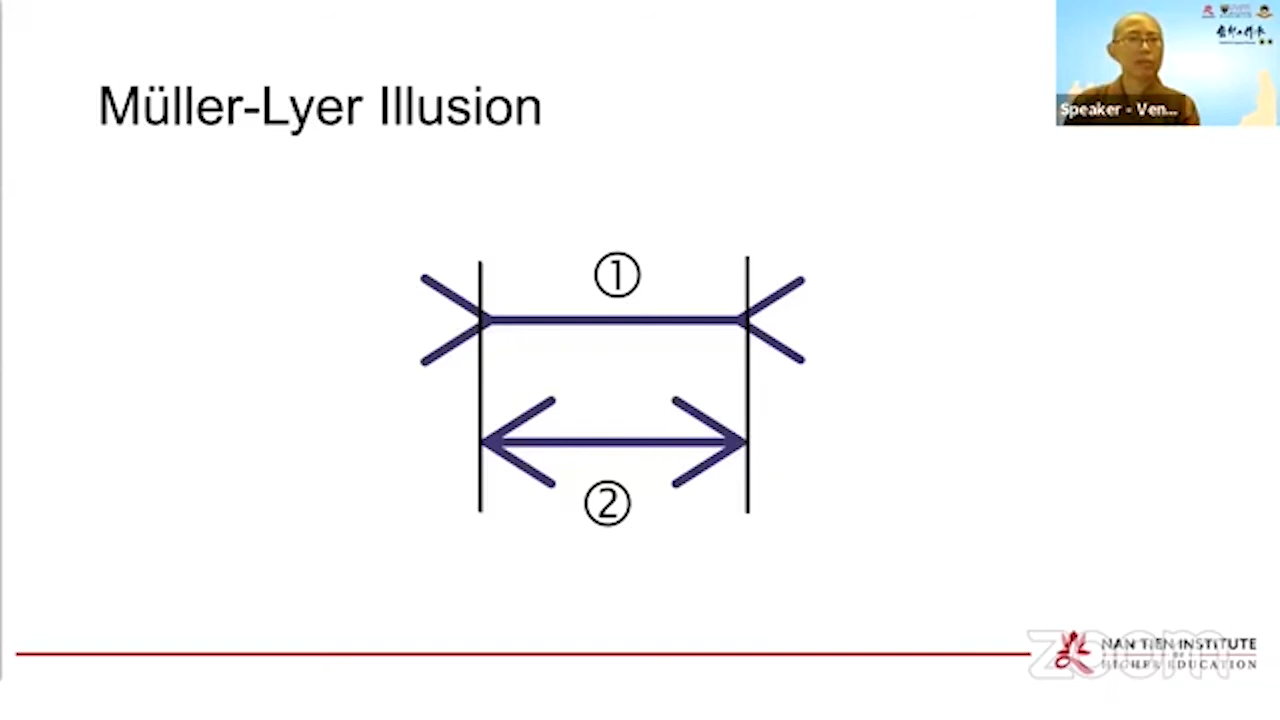 Müller-Lyer Illusion
Speaker - Ven...
①
②
zoom
NAN TIEN INSTITUTE
OF
HIGHER EDUCATION